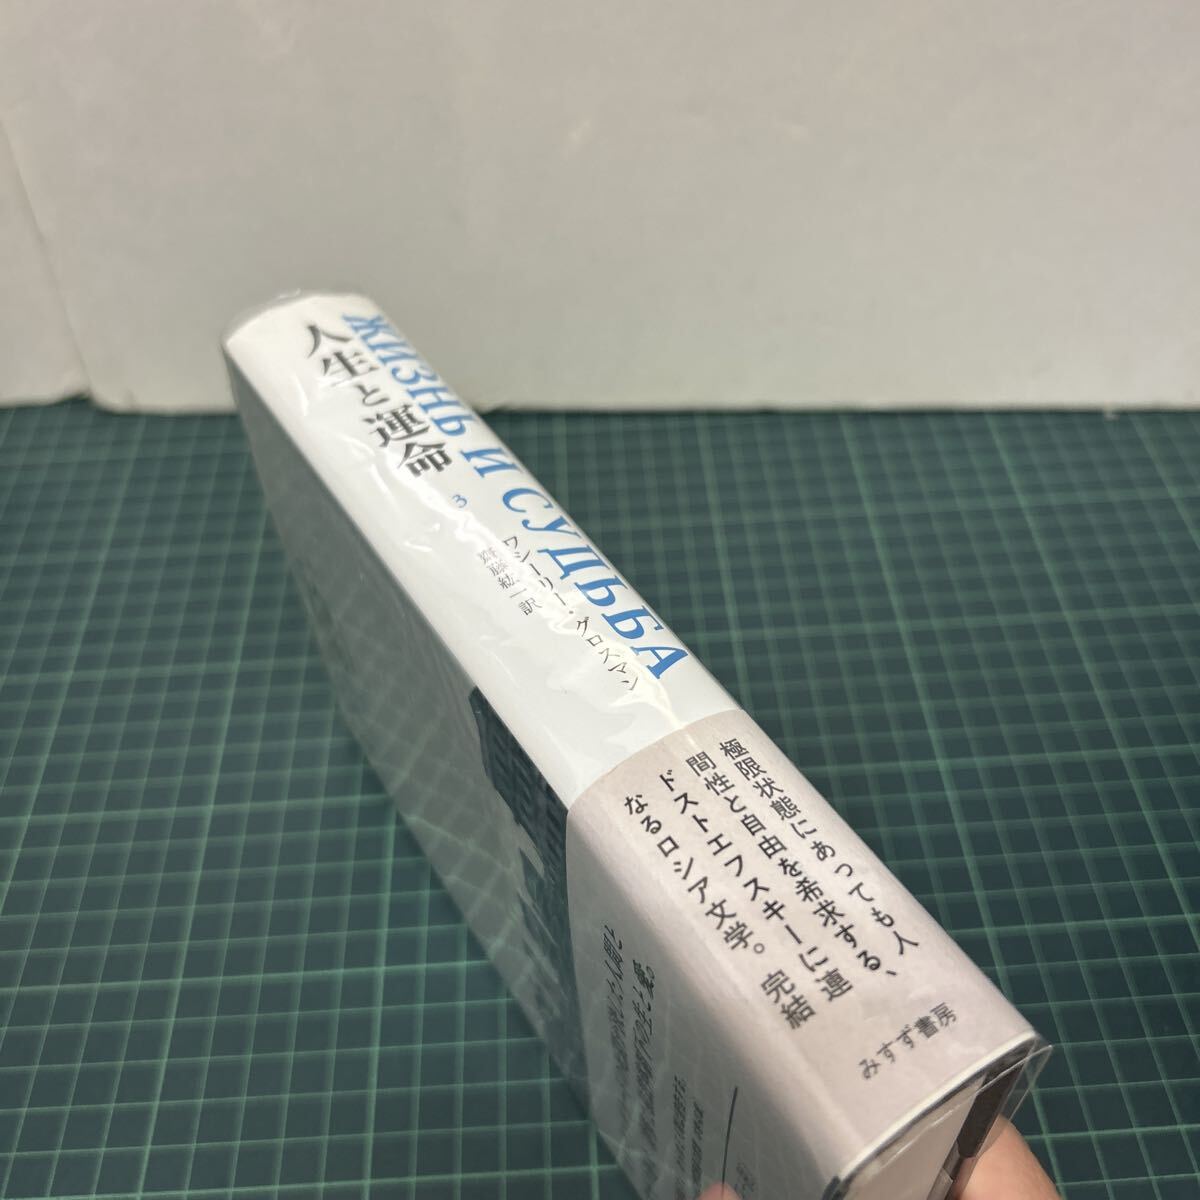 人生と運命
ЖИЗНЬ И СУДЬБА
3
ワシーリー・グロスマン
齋藤紘一訳
極限状態にあっても人
間性と自由を希求する、
ドストエフスキーに連
なるロシア文学。完結
みすず書房